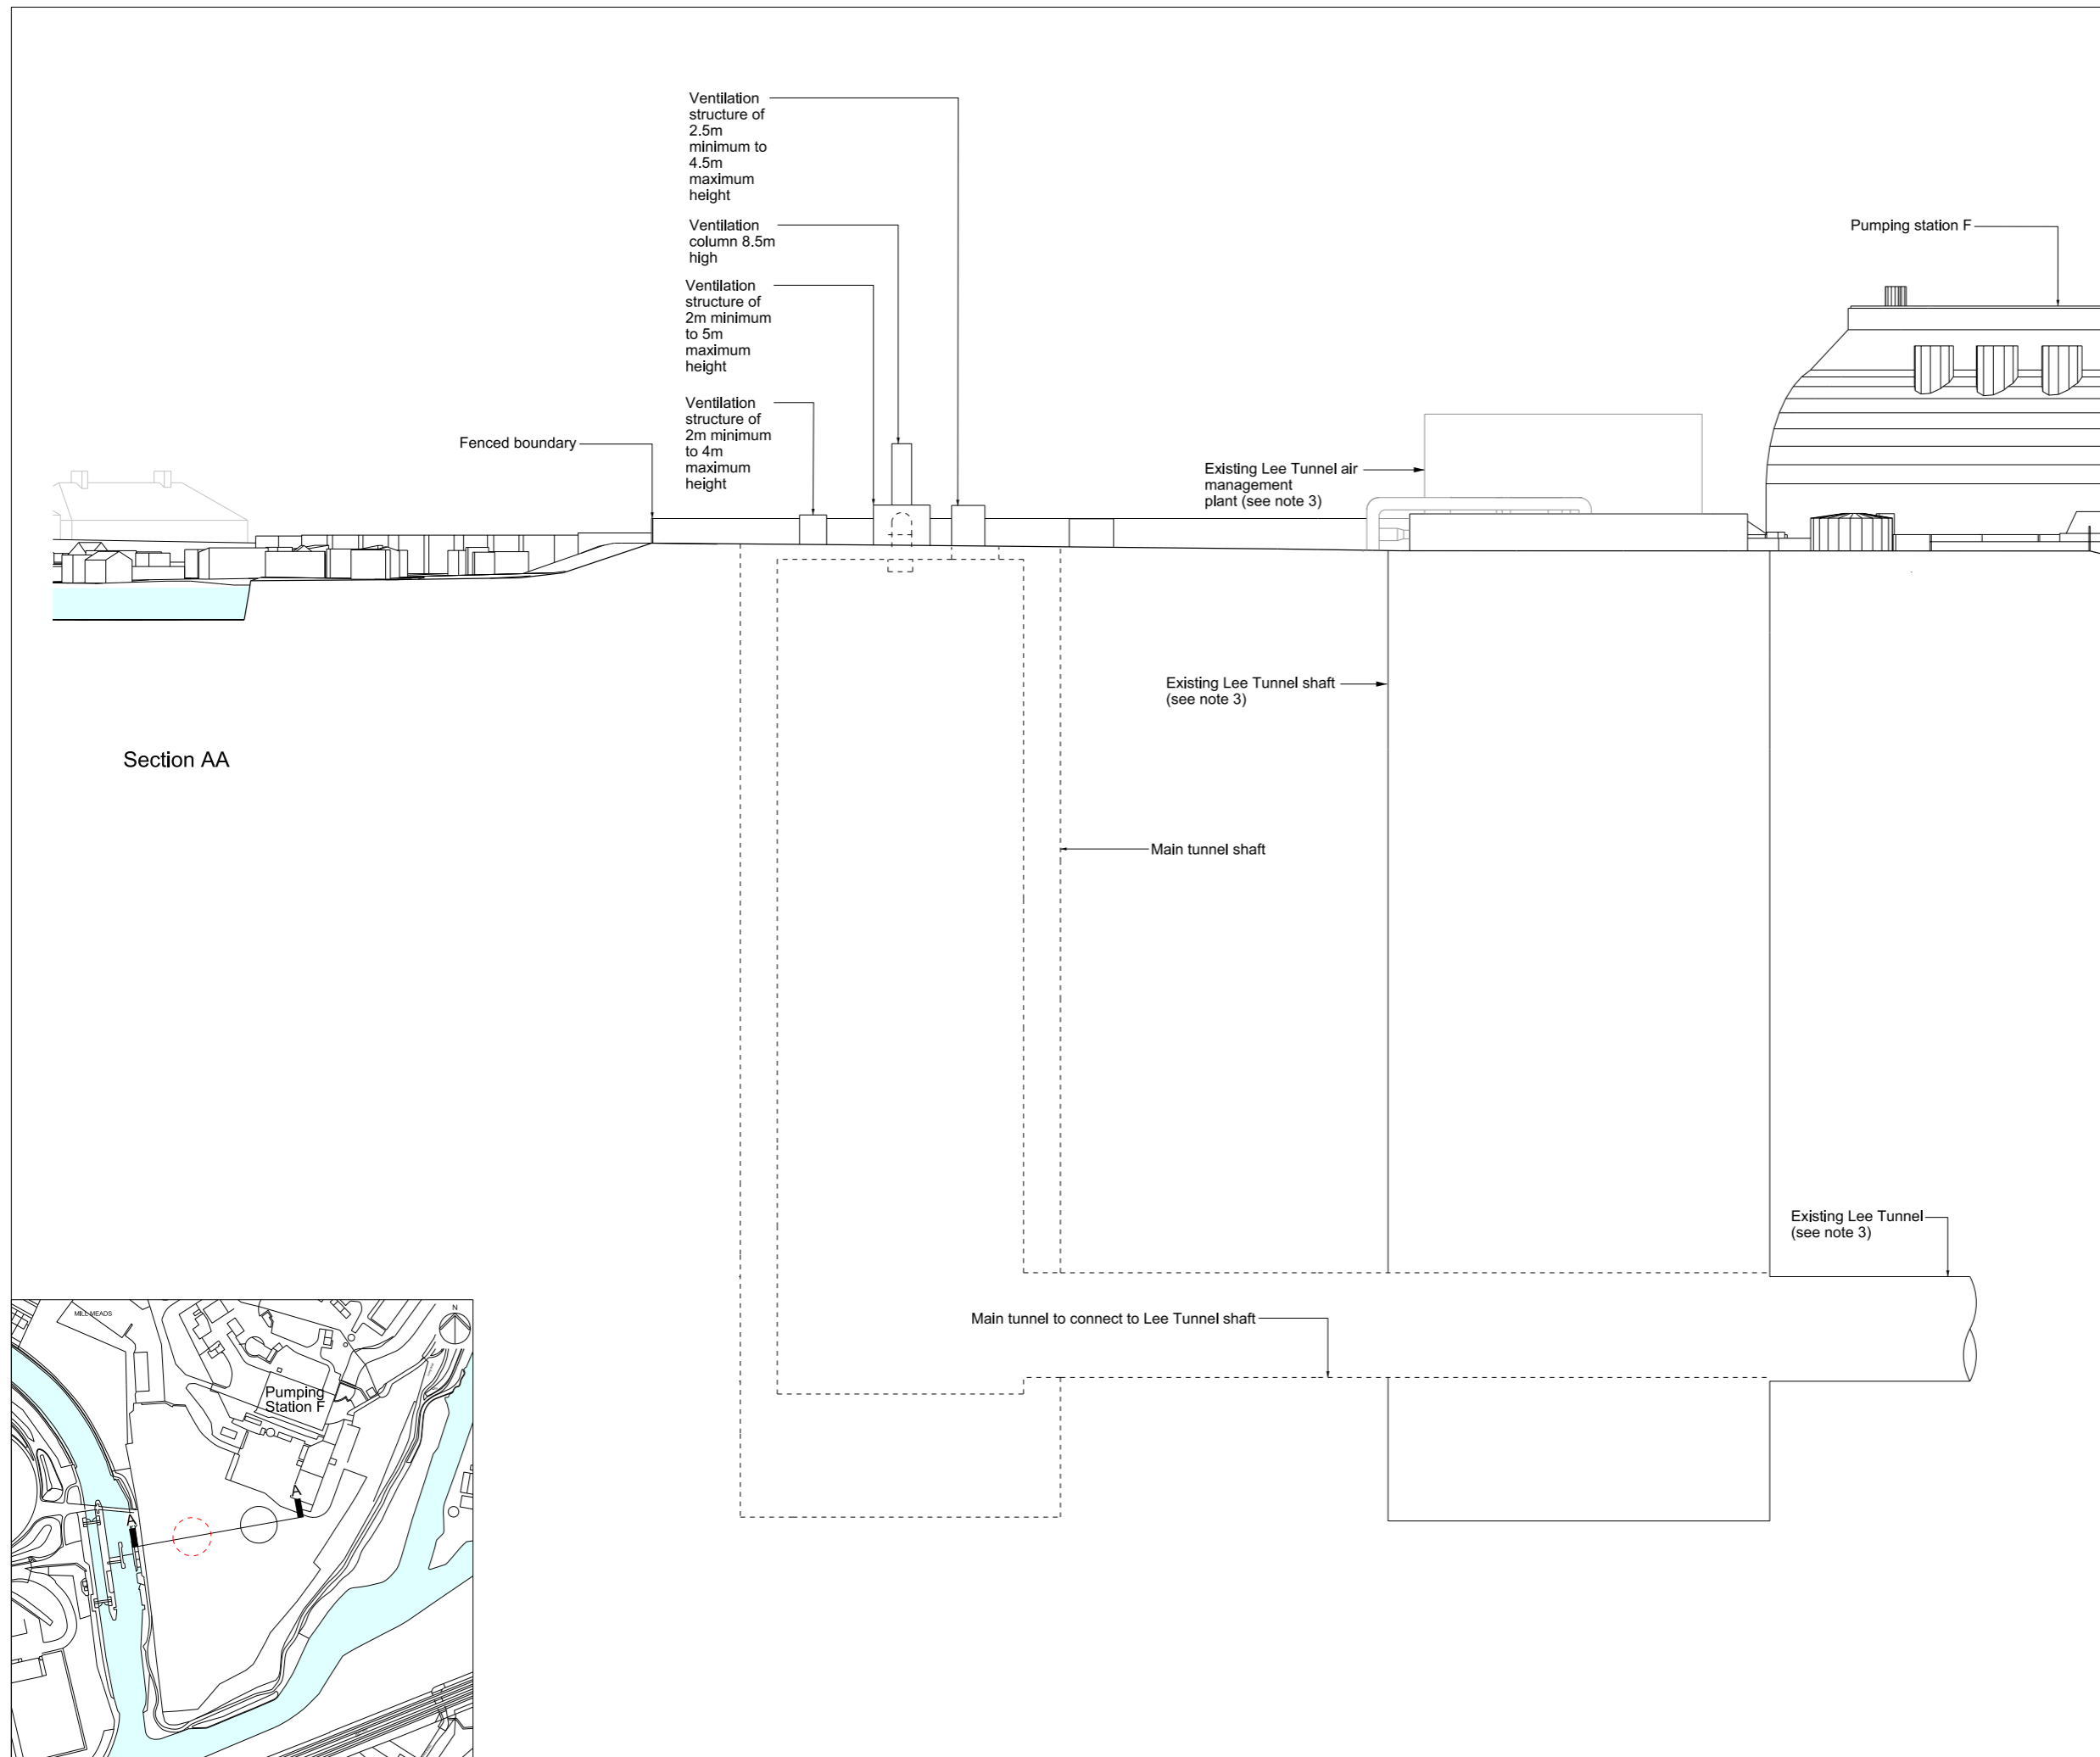 Ventilation
structure of
2.5m
minimum to
4.5m
maximum
height
Ventilation
column 8.5m
high
Ventilation
structure of
2m minimum
to 5m
maximum
height
Ventilation
structure of
2m minimum
to 4m
maximum
height
Fenced boundary
Pumping station F
Existing Lee Tunnel air
management
plant (see note 3)
Existing Lee Tunnel shaft
(see note 3)
Section AA
Main tunnel shaft
Existing Lee Tunnel
(see note 3)
Main tunnel to connect to Lee Tunnel shaft
MILL MEADS
N
Pumping
Station F
A
A